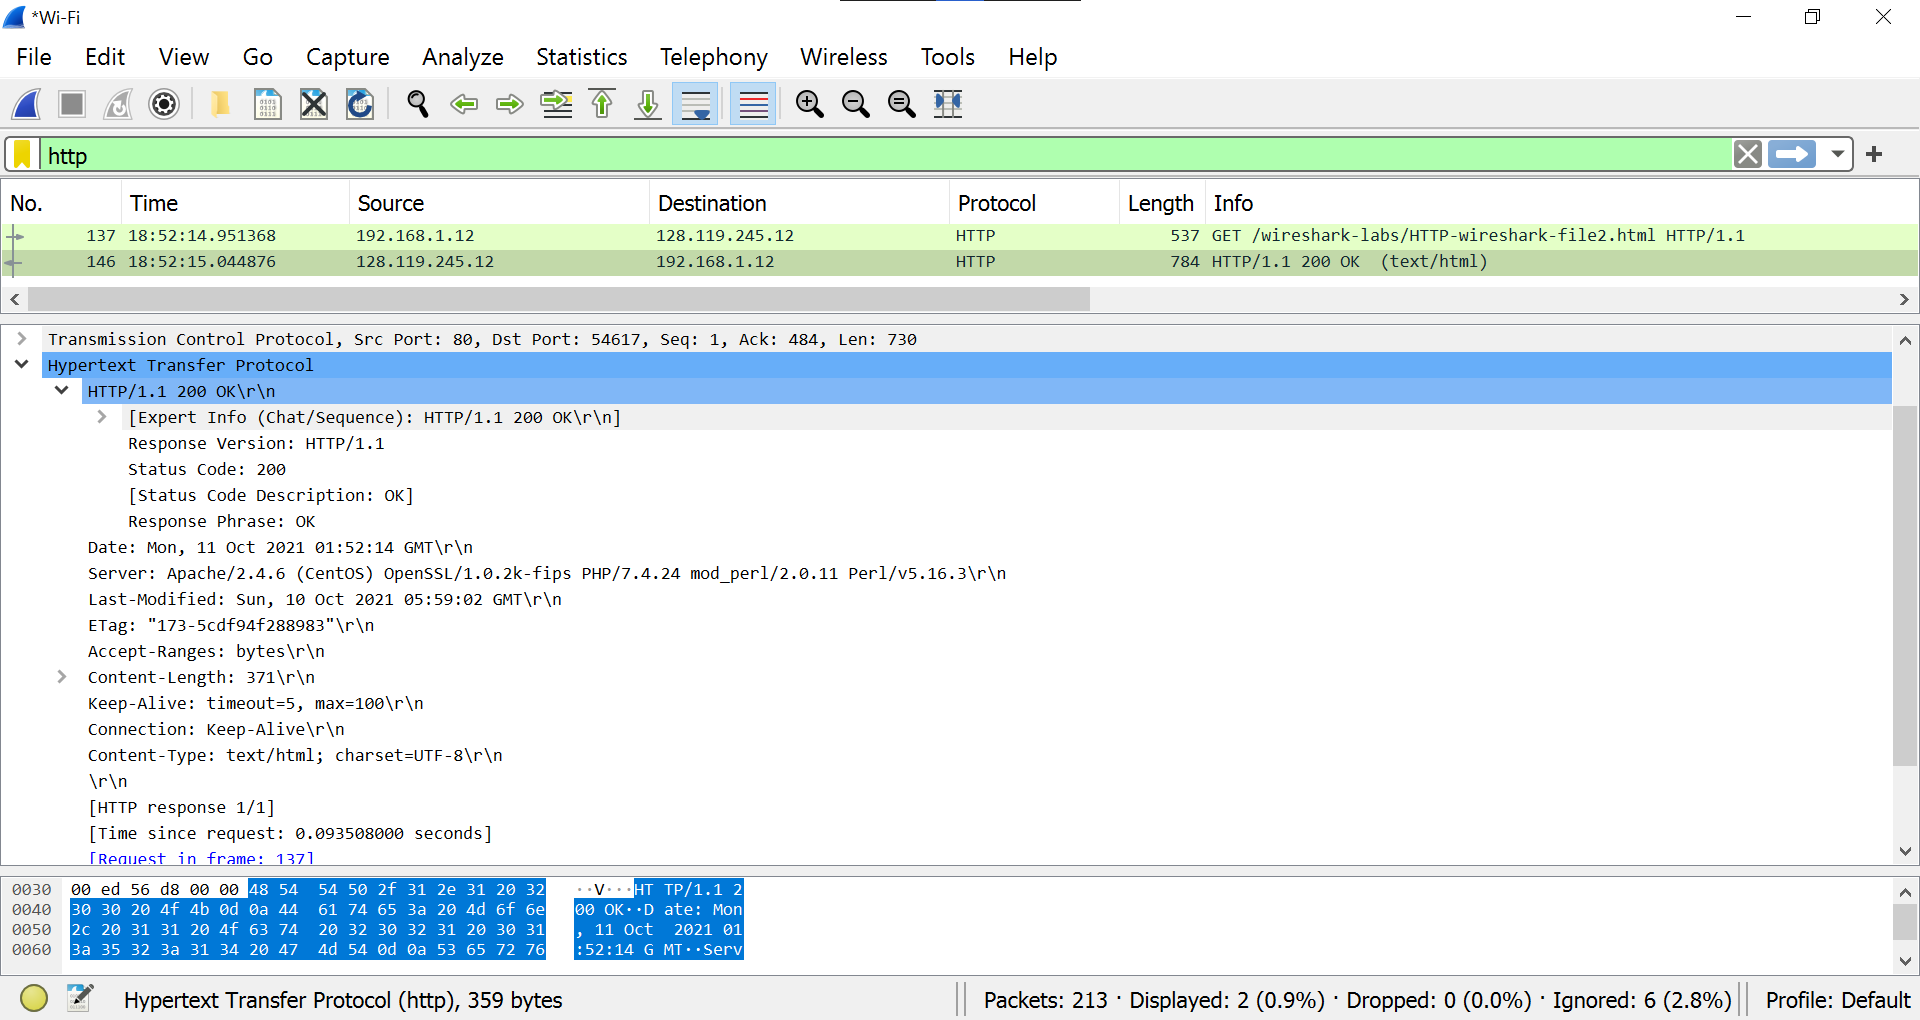 *Wi-Fi
File Edit View Go Capture Analyze Statistics Telephony Wireless Tools Help
http
No. Time Source Destination Protocol Length Info
137 18:52:14.951368 192.168.1.12 128.119.245.12 HTTP 537 GET /wireshark-labs/HTTP-wireshark-file2.html HTTP/1.1
146 18:52:15.044876 128.119.245.12 192.168.1.12 HTTP 784 HTTP/1.1 200 OK  (text/html)
Transmission Control Protocol, Src Port: 80, Dst Port: 54617, Seq: 1, Ack: 484, Len: 730
Hypertext Transfer Protocol
HTTP/1.1 200 OK\r\n
[Expert Info (Chat/Sequence): HTTP/1.1 200 OK\r\n]
Response Version: HTTP/1.1
Status Code: 200
[Status Code Description: OK]
Response Phrase: OK
Date: Mon, 11 Oct 2021 01:52:14 GMT\r\n
Server: Apache/2.4.6 (CentOS) OpenSSL/1.0.2k-fips PHP/7.4.24 mod_perl/2.0.11 Perl/v5.16.3\r\n
Last-Modified: Sun, 10 Oct 2021 05:59:02 GMT\r\n
ETag: "173-5cdf94f288983"\r\n
Accept-Ranges: bytes\r\n
Content-Length: 371\r\n
Keep-Alive: timeout=5, max=100\r\n
Connection: Keep-Alive\r\n
Content-Type: text/html; charset=UTF-8\r\n
\r\n
[HTTP response 1/1]
[Time since request: 0.093508000 seconds]
[Request in frame: 137]
0030 00 ed 56 d8 00 00 48 54 54 50 2f 31 2e 31 20 32 ··V···HT TP/1.1 2
0040 30 30 20 4f 4b 0d 0a 44 61 74 65 3a 20 4d 6f 6e 00 OK··D ate: Mon
0050 2c 20 31 31 20 4f 63 74 20 32 30 32 31 20 30 31 , 11 Oct  2021 01
0060 3a 35 32 3a 31 34 20 47 4d 54 0d 0a 53 65 72 76 :52:14 G MT··Serv
Hypertext Transfer Protocol (http), 359 bytes Packets: 213 · Displayed: 2 (0.9%) · Dropped: 0 (0.0%) · Ignored: 6 (2.8%) Profile: Default